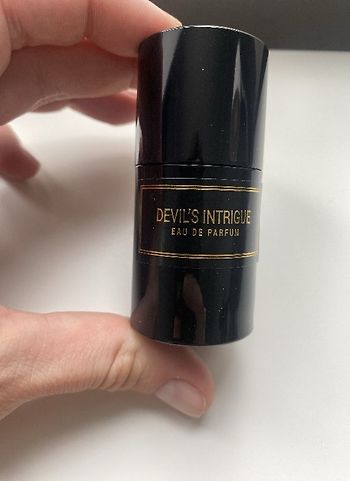 DEVIL'S INTRIGUE
EAU DE PARFUM